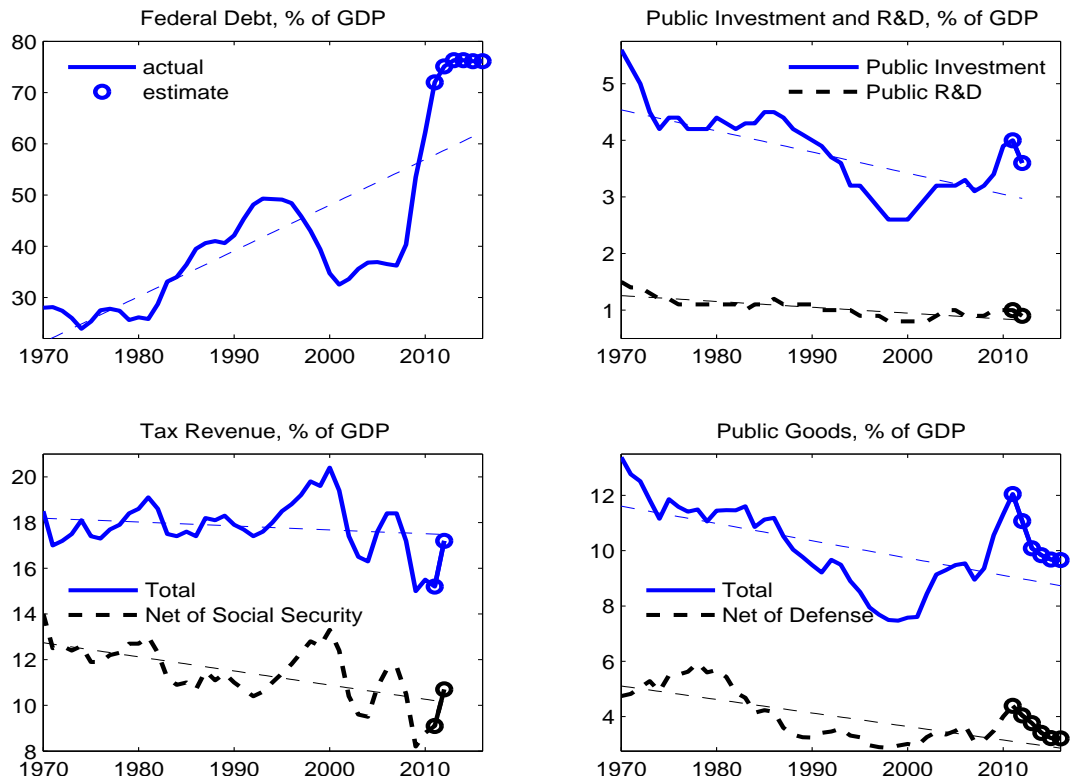 Federal Debt, % of GDP
80
70
60
50
40
30
actual
estimate
1970 1980 1990 2000 2010
Public Investment and R&D, % of GDP
5
4
3
2
1
Public Investment
Public R&D
1970 1980 1990 2000 2010
Tax Revenue, % of GDP
20
18
16
14
12
10
8
Total
Net of Social Security
1970 1980 1990 2000 2010
Public Goods, % of GDP
12
10
8
6
4
Total
Net of Defense
1970 1980 1990 2000 2010